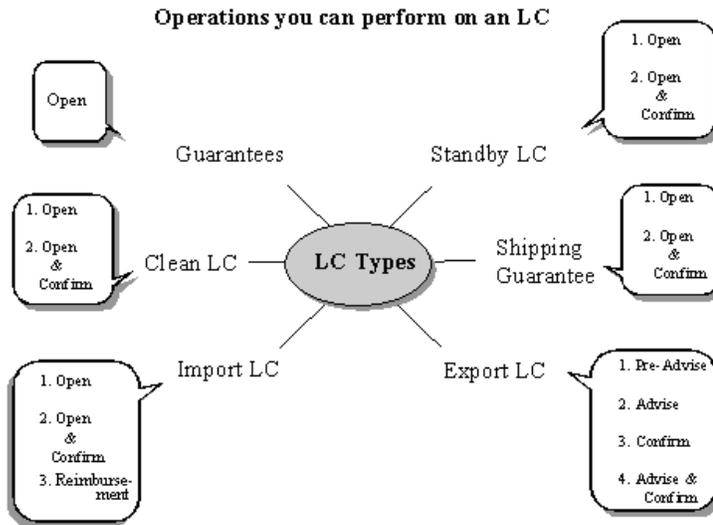 Operations you can perform on an LC
Open
Guarantees
1. Open
2. Open
&
Confirm
Standby LC
1. Open
2. Open
&
Confirm
Clean LC
LC Types
Shipping
Guarantee
1. Open
2. Open
&
Confirm
Import LC
1. Open
2. Open
&
Confirm
3. Reimburse-
ment
Export LC
1. Pre-Advise
2. Advise
3. Confirm
4. Advise &
Confirm